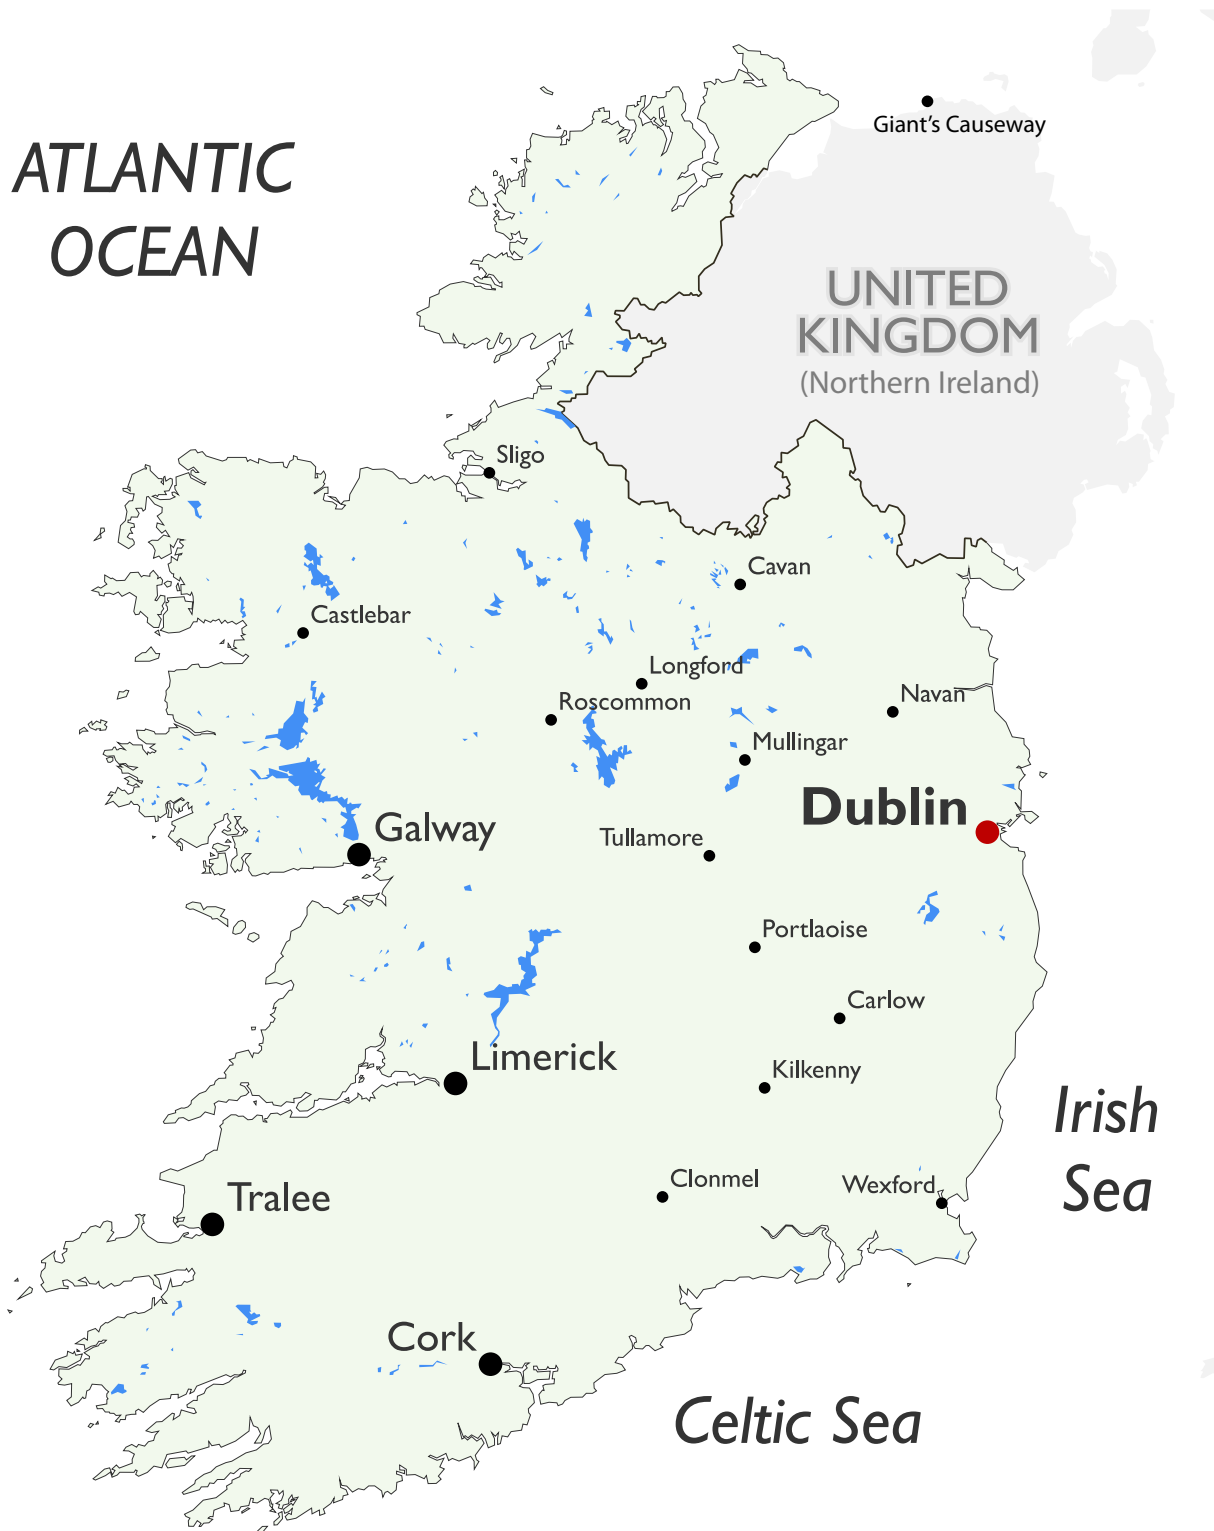 Giant's Causeway
ATLANTIC
OCEAN
UNITED
KINGDOM
(Northern Ireland)
Sligo
Cavan
Castlebar
Longford
Roscommon
Navan
Mullingar
Dublin
Galway
Tullamore
Portlaoise
Carlow
Limerick
Kilkenny
Irish
Sea
Clonmel
Wexford
Tralee
Cork
Celtic Sea